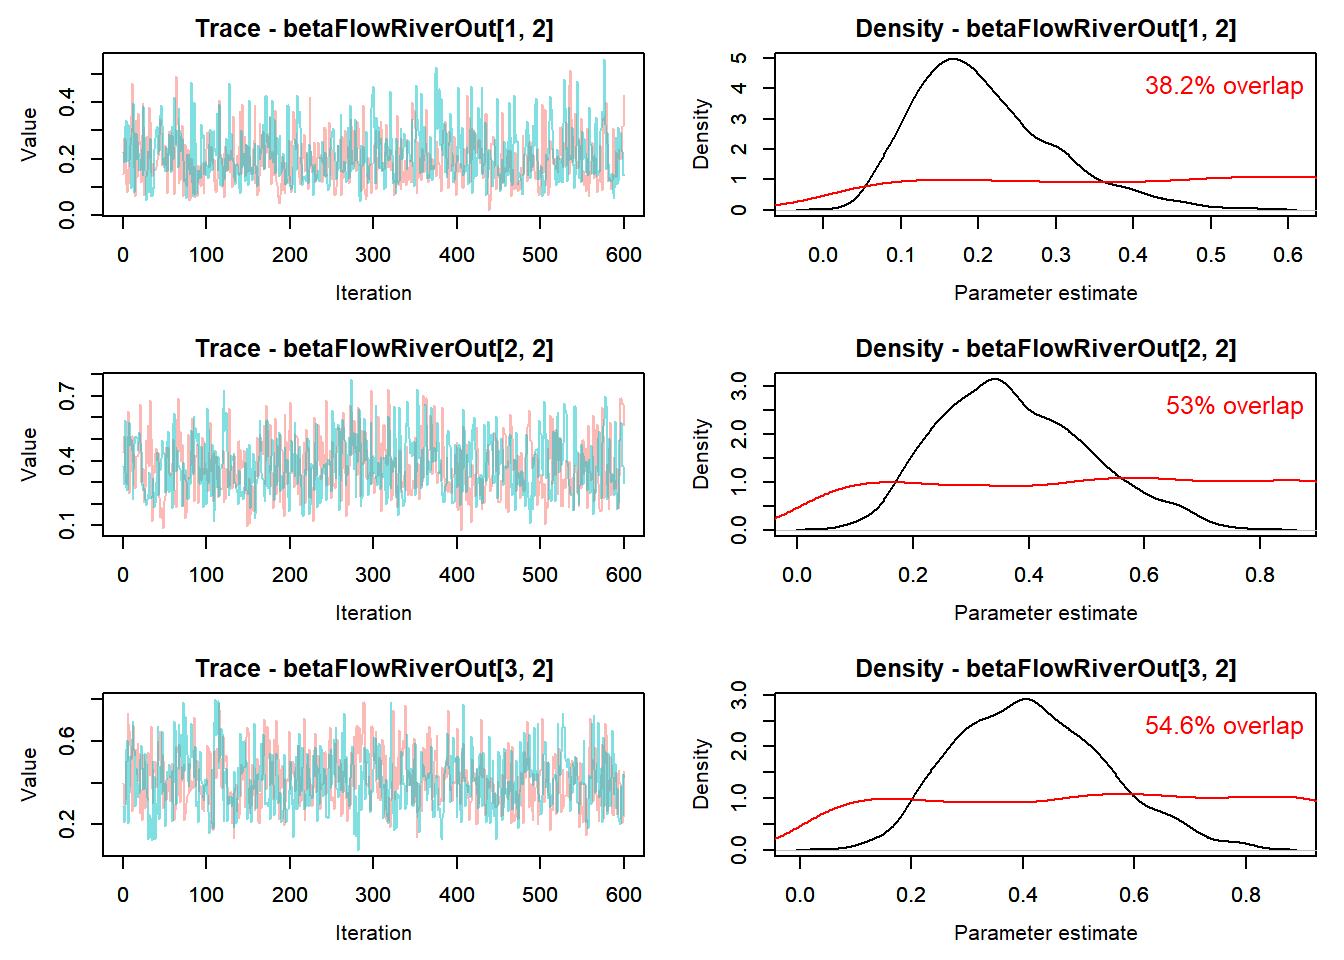 Trace - betaFlowRiverOut[1, 2]
Value
0.0 0.2 0.4
0 100 200 300 400 500 600
Iteration
Density - betaFlowRiverOut[1, 2]
38.2% overlap
Density
0 1 2 3 4 5
0.0 0.1 0.2 0.3 0.4 0.5 0.6
Parameter estimate
Trace - betaFlowRiverOut[2, 2]
Value
0.1 0.4 0.7
0 100 200 300 400 500 600
Iteration
Density - betaFlowRiverOut[2, 2]
53% overlap
Density
0.0 1.0 2.0 3.0
0.0 0.2 0.4 0.6 0.8
Parameter estimate
Trace - betaFlowRiverOut[3, 2]
Value
0.2 0.6
0 100 200 300 400 500 600
Iteration
Density - betaFlowRiverOut[3, 2]
54.6% overlap
Density
0.0 1.0 2.0 3.0
0.0 0.2 0.4 0.6 0.8
Parameter estimate